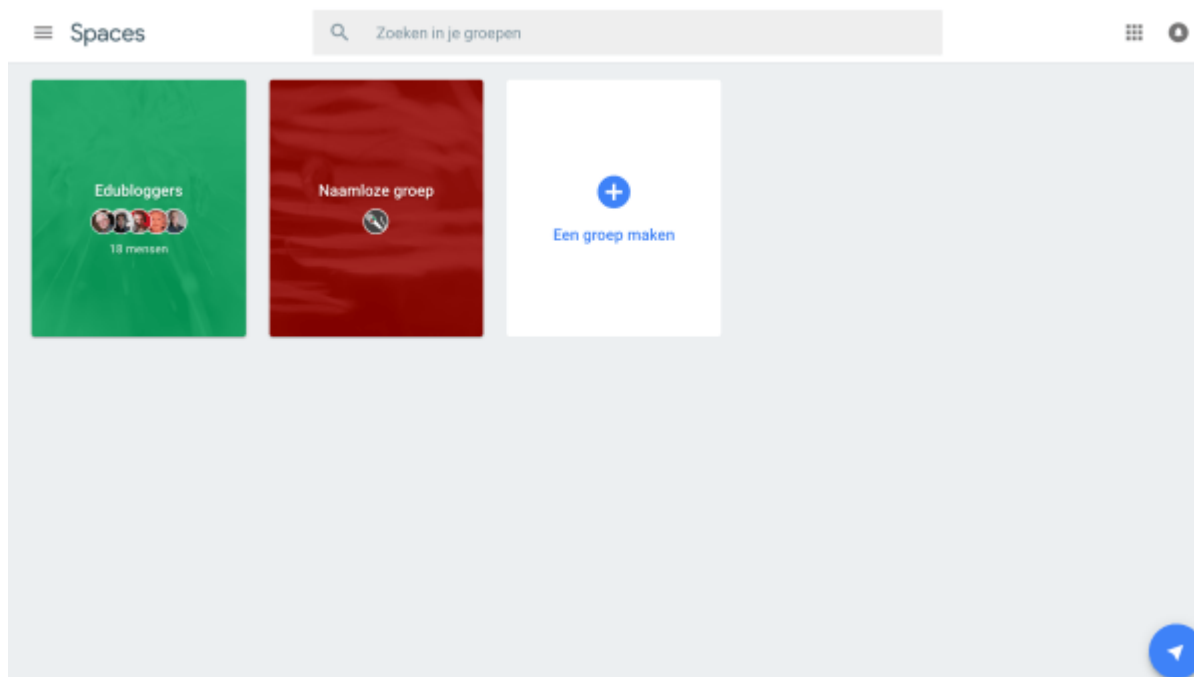 Spaces
Zoeken in je groepen
Edubloggers
18 mensen
Naamloze groep
Een groep maken